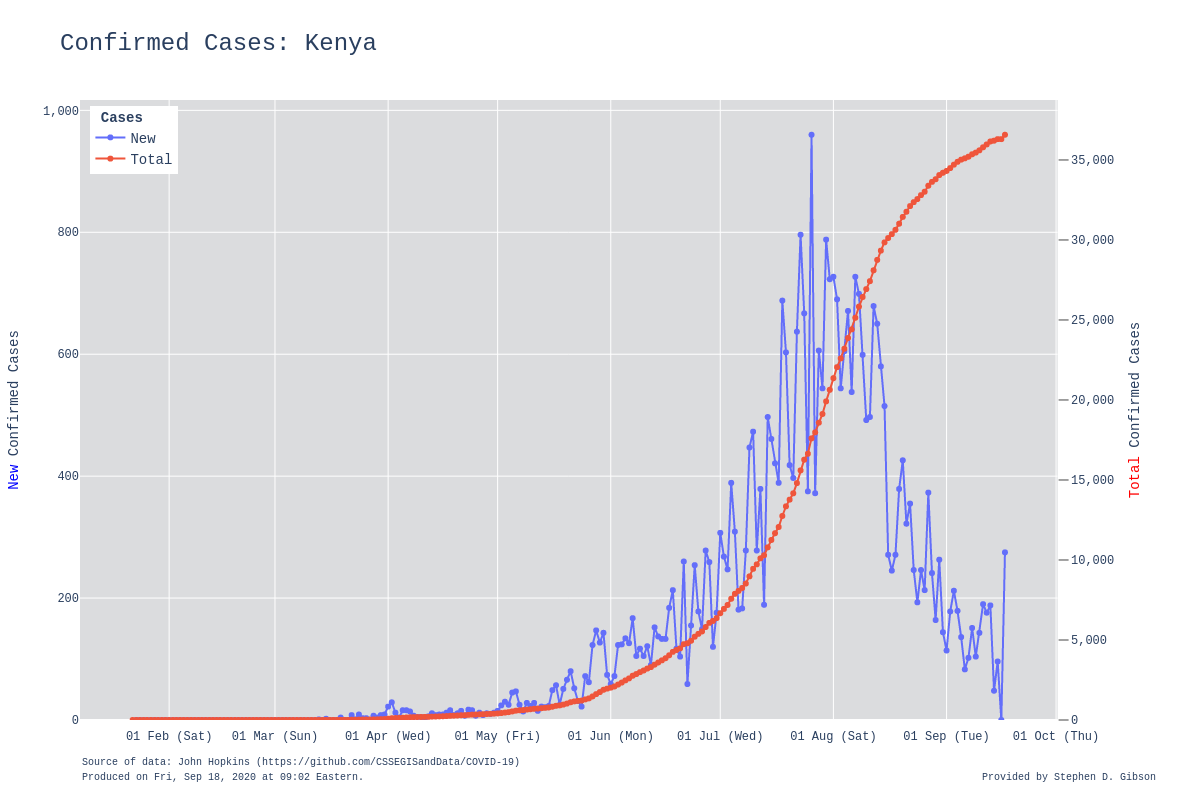 Confirmed Cases: Kenya
Cases
New
Total
1,000
800
600
400
200
0
New Confirmed Cases
35,000
30,000
25,000
20,000
15,000
10,000
5,000
0
Total Confirmed Cases
01 Feb (Sat) 01 Mar (Sun) 01 Apr (Wed) 01 May (Fri) 01 Jun (Mon) 01 Jul (Wed) 01 Aug (Sat) 01 Sep (Tue) 01 Oct (Thu)
Source of data: John Hopkins (https://github.com/CSSEGISandData/COVID-19)
Produced on Fri, Sep 18, 2020 at 09:02 Eastern.
Provided by Stephen D. Gibson